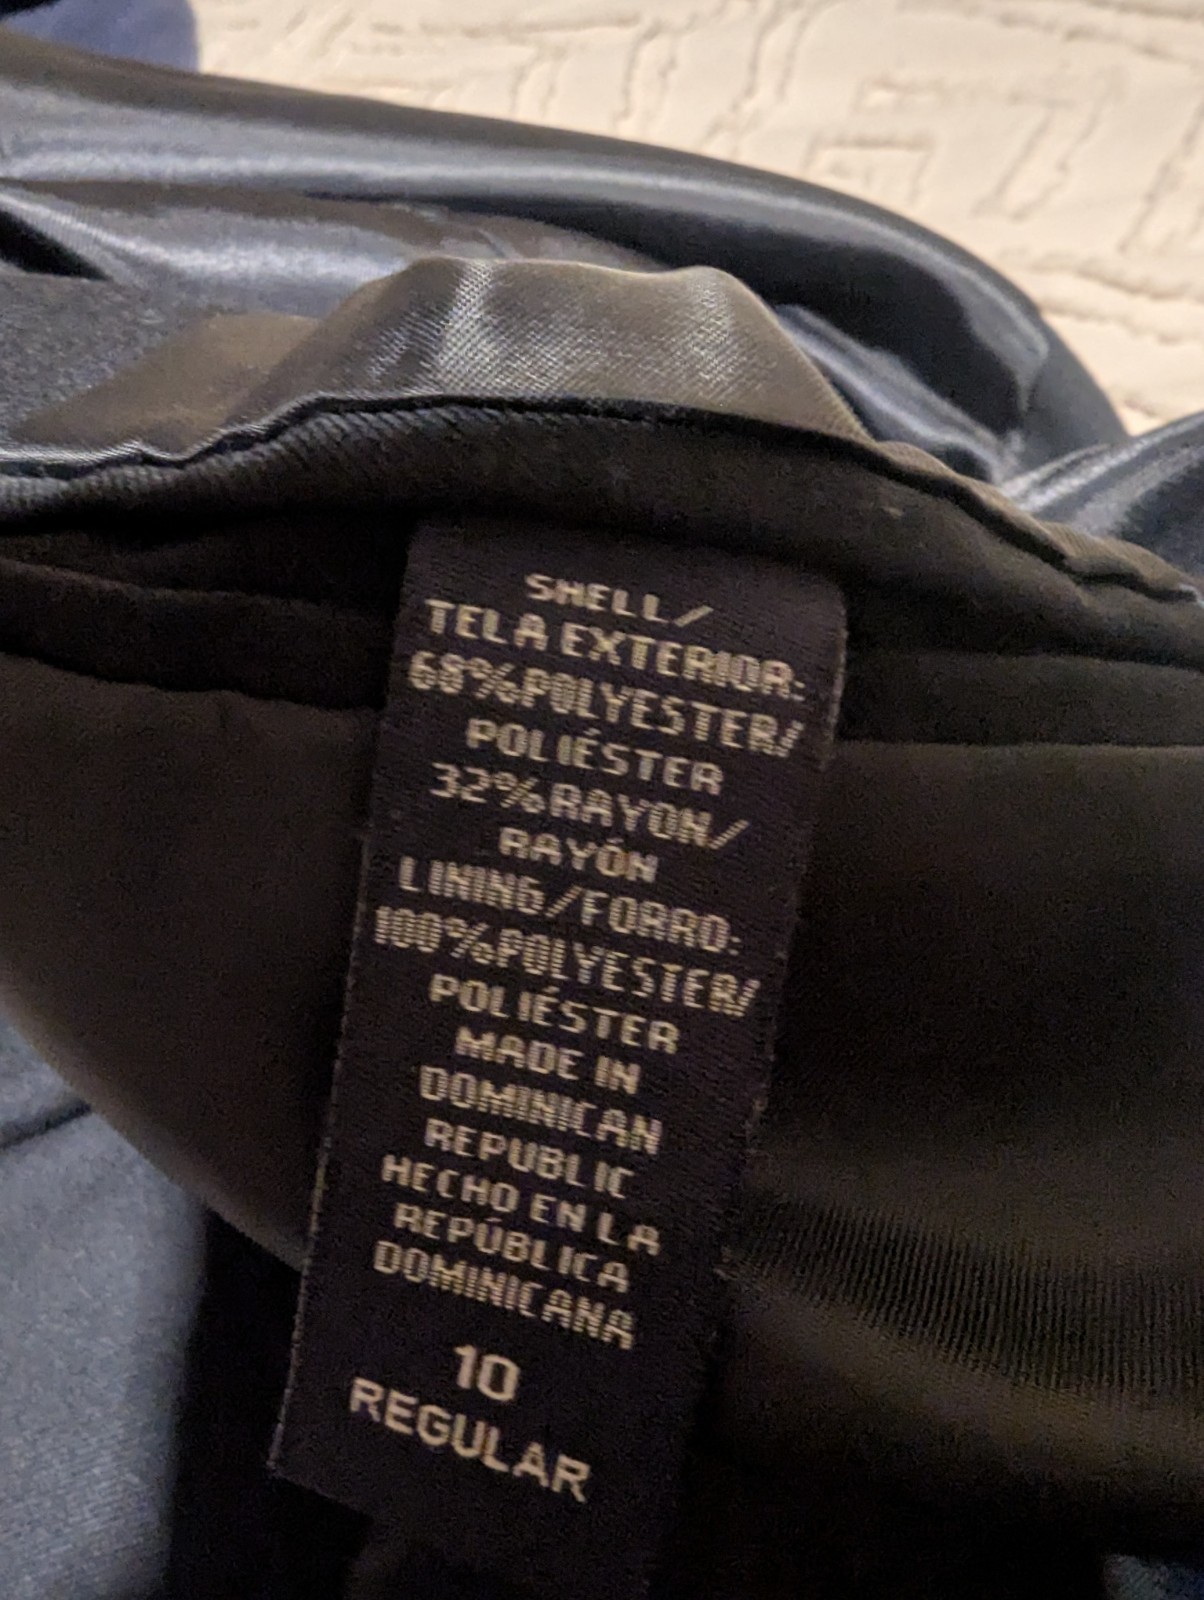 SHELL/
TELA EXTERIOR:
68%POLYESTER/
POLIÉSTER
32%RAYON/
RAYÓN
LINING/FORRO:
100%POLYESTER/
POLIÉSTER
MADE IN
DOMINICAN
REPUBLIC
HECHO EN LA
REPÚBLICA
DOMINICANA
10
REGULAR